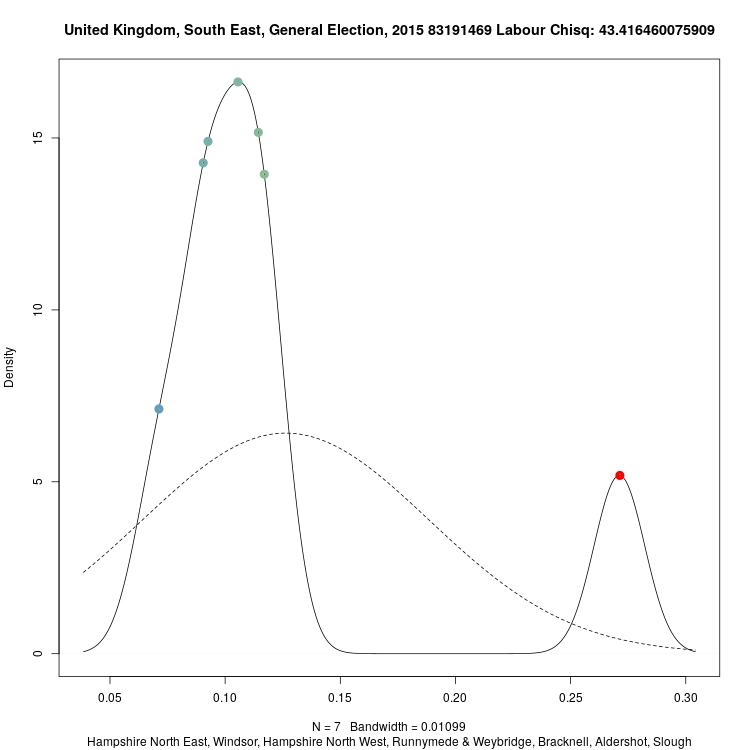 United Kingdom, South East, General Election, 2015 83191469 Labour Chisq: 43.416460075909
Density
15
10
5
0
0.05 0.10 0.15 0.20 0.25 0.30
N = 7 Bandwidth = 0.01099
Hampshire North East, Windsor, Hampshire North West, Runnymede & Weybridge, Bracknell, Aldershot, Slough